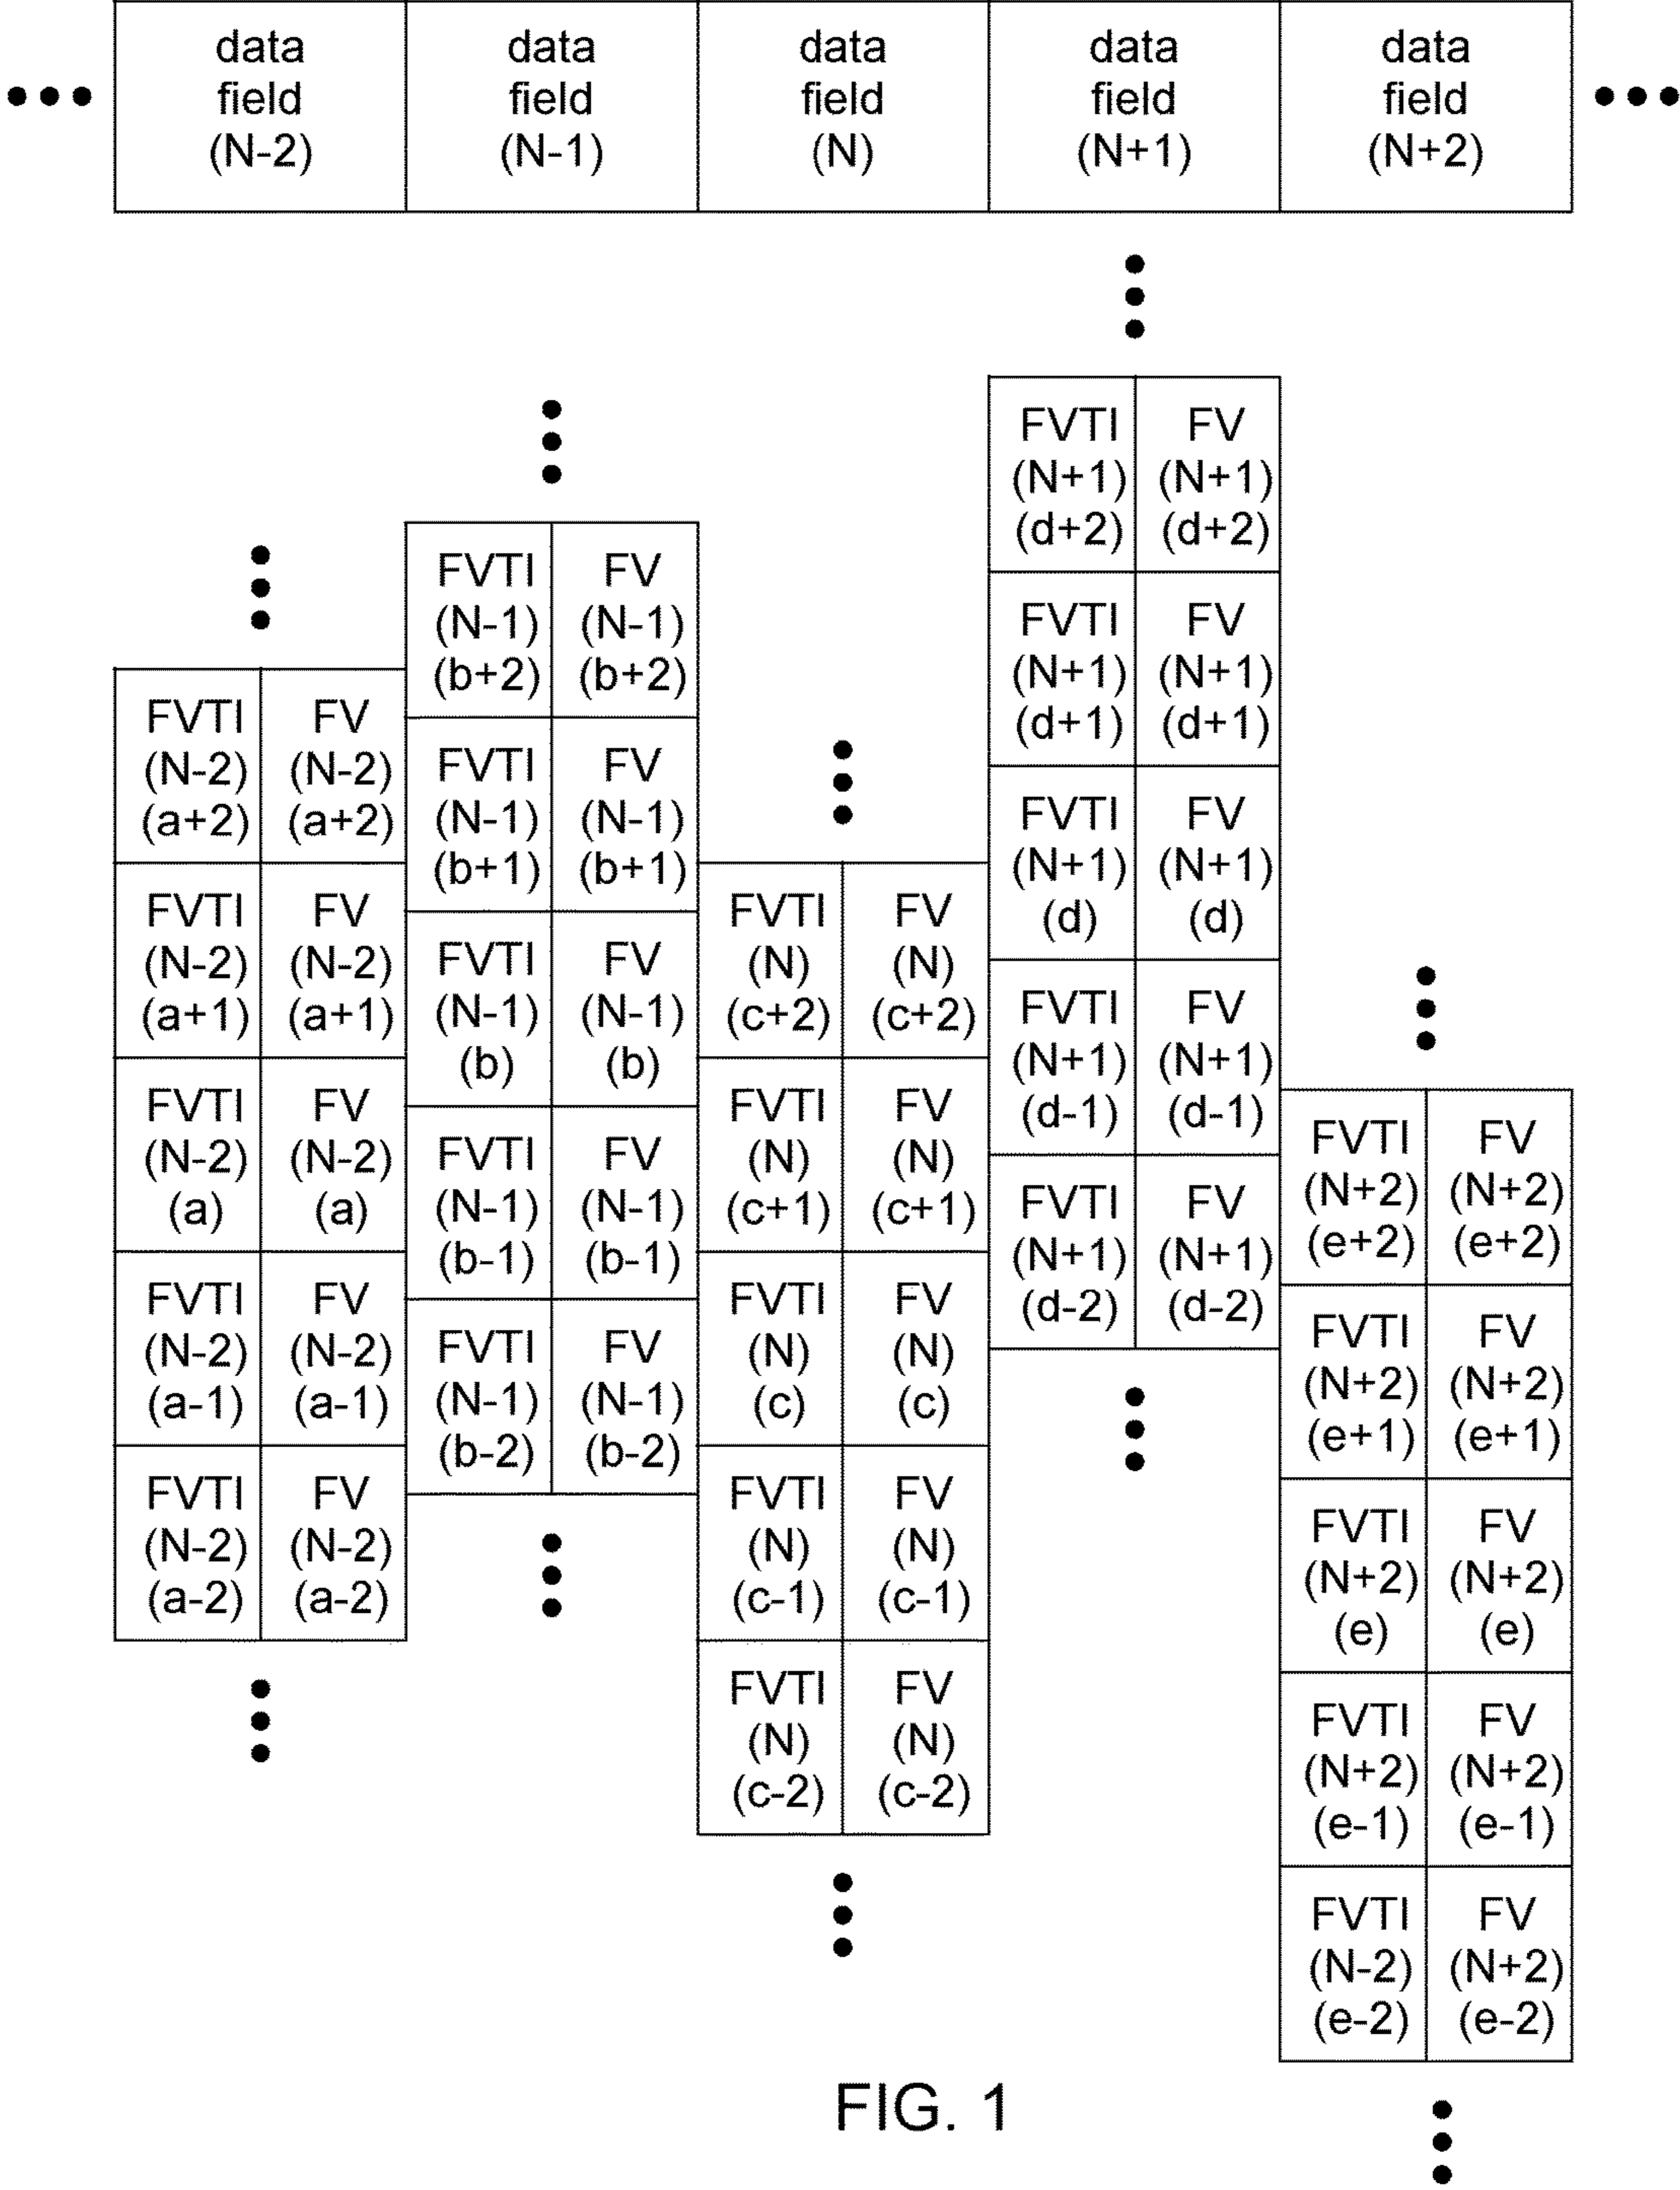 data data data data data
field field field field field
(N-2) (N-1) (N) (N+1) (N+2)
FVTI FV
(N-2) (N-2)
(a+2) (a+2)
FVTI FV
(N-2) (N-2)
(a+1) (a+1)
FVTI FV
(N-2) (N-2)
(a) (a)
FVTI FV
(N-2) (N-2)
(a-1) (a-1)
FVTI FV
(N-2) (N-2)
(a-2) (a-2)
FVTI FV
(N-1) (N-1)
(b+2) (b+2)
FVTI FV
(N-1) (N-1)
(b+1) (b+1)
FVTI FV
(N-1) (N-1)
(b) (b)
FVTI FV
(N-1) (N-1)
(b-1) (b-1)
FVTI FV
(N-1) (N-1)
(b-2) (b-2)
FVTI FV
(N) (N)
(c+2) (c+2)
FVTI FV
(N) (N)
(c+1) (c+1)
FVTI FV
(N) (N)
(c) (c)
FVTI FV
(N) (N)
(c-1) (c-1)
FVTI FV
(N) (N)
(c-2) (c-2)
FVTI FV
(N+1) (N+1)
(d+2) (d+2)
FVTI FV
(N+1) (N+1)
(d+1) (d+1)
FVTI FV
(N+1) (N+1)
(d) (d)
FVTI FV
(N+1) (N+1)
(d-1) (d-1)
FVTI FV
(N+1) (N+1)
(d-2) (d-2)
FVTI FV
(N+2) (N+2)
(e+2) (e+2)
FVTI FV
(N+2) (N+2)
(e+1) (e+1)
FVTI FV
(N+2) (N+2)
(e) (e)
FVTI FV
(N+2) (N+2)
(e-1) (e-1)
FVTI FV
(N-2) (N+2)
(e-2) (e-2)
FIG. 1